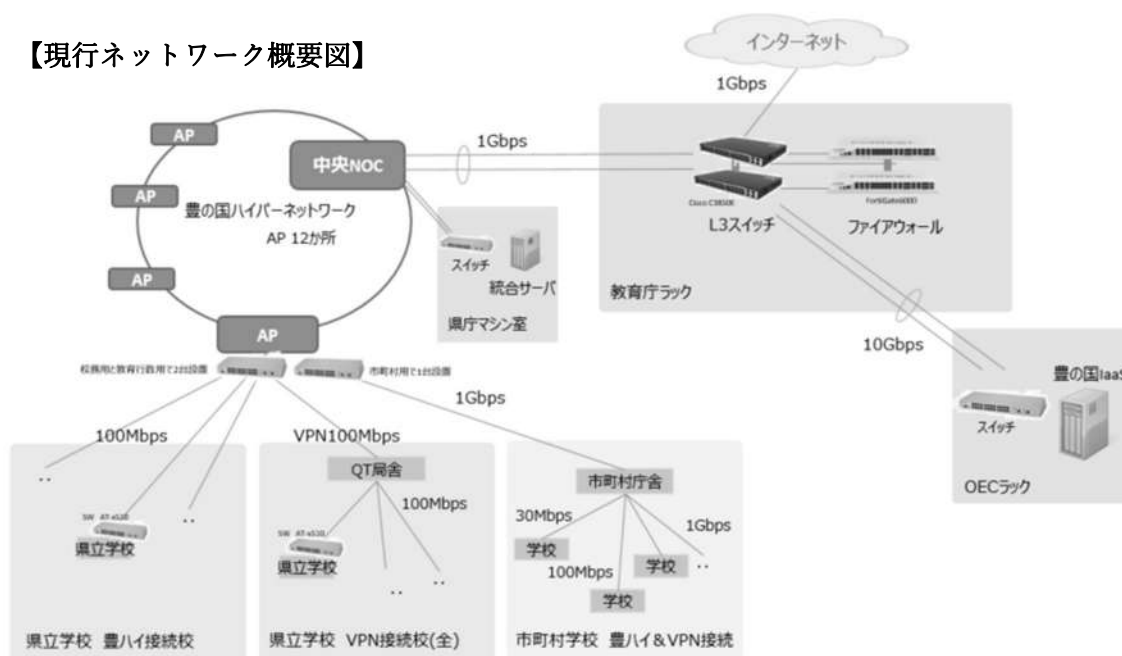 【現行ネットワーク概要図】
インターネット
1Gbps
AP
中央NOC
1Gbps
AP
豊の国ハイパーネットワーク
AP 12か所
AP
AP
スイッチ
統合サーバ
県庁マシン室
Cisco C3850E
L3スイッチ
FortiGate600D
ファイアウォール
教育庁ラック
10Gbps
豊の国IaaS
スイッチ
OECラック
校務用と教育行政用で2台設置
市町村用で1台設置
1Gbps
100Mbps
VPN100Mbps
QT局舎
市町村庁舎
100Mbps
30Mbps
1Gbps
県立学校
県立学校
学校
100Mbps
学校
学校
県立学校 豊ハイ接続校
県立学校 VPN接続校(全)
市町村学校 豊ハイ&VPN接続